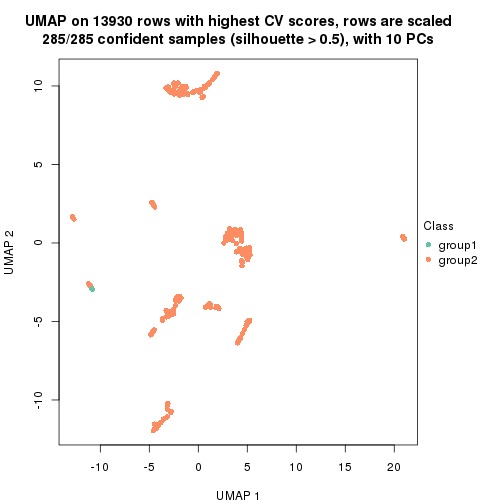 UMAP on 13930 rows with highest CV scores, rows are scaled
285/285 confident samples (silhouette > 0.5), with 10 PCs
10
5
0
-5
-10
UMAP 2
-10
-5
0
5
10
15
20
UMAP 1
Class
group1
group2